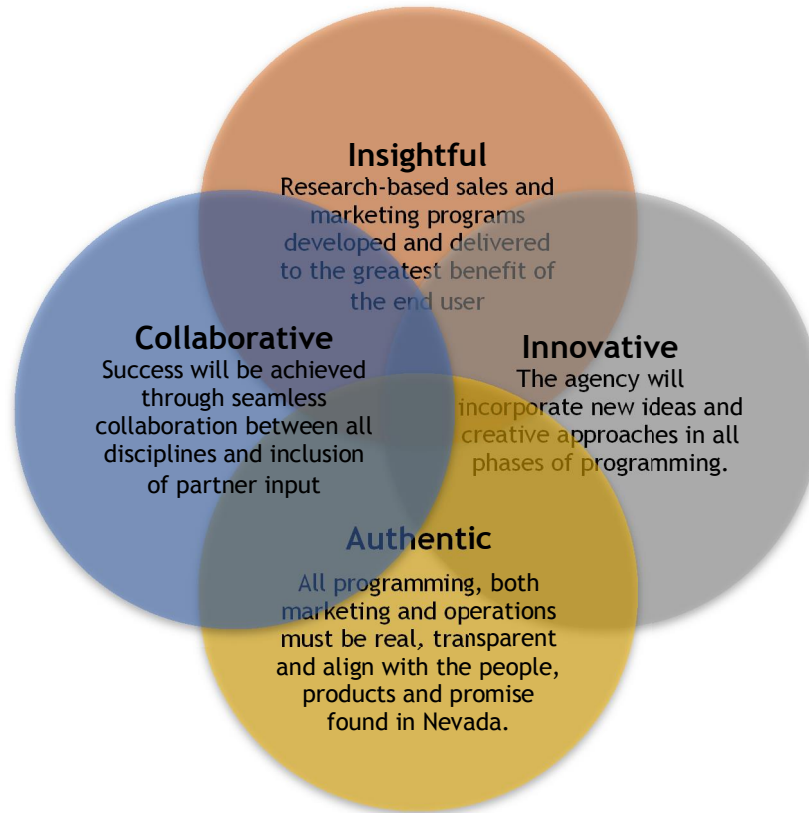 Insightful
Research-based sales and
marketing programs
developed and delivered
to the greatest benefit of
the end user
Collaborative
Success will be achieved
through seamless
collaboration between all
disciplines and inclusion
of partner input
Innovative
The agency will
incorporate new ideas and
creative approaches in all
phases of programming.
Authentic
All programming, both
marketing and operations
must be real, transparent
and align with the people,
products and promise
found in Nevada.